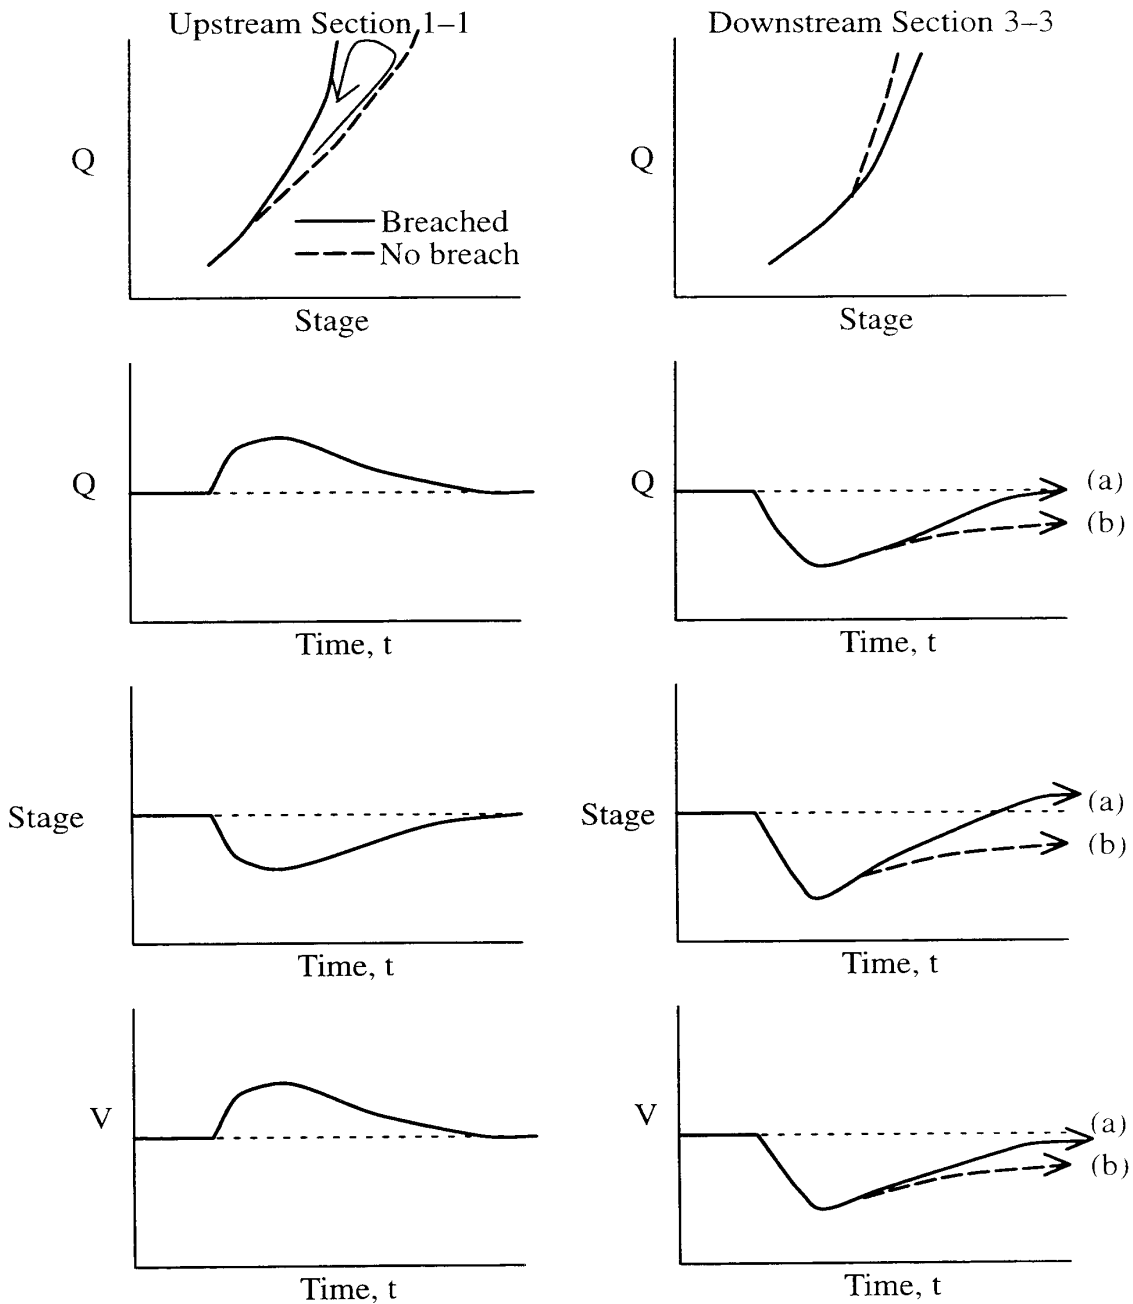 Upstream Section 1–1
Downstream Section 3–3
Q
Breached
No breach
Stage
Q
Stage
Q
Time, t
Q
(a)
(b)
Time, t
Stage
Time, t
Stage
(a)
(b)
Time, t
V
Time, t
V
(a)
(b)
Time, t